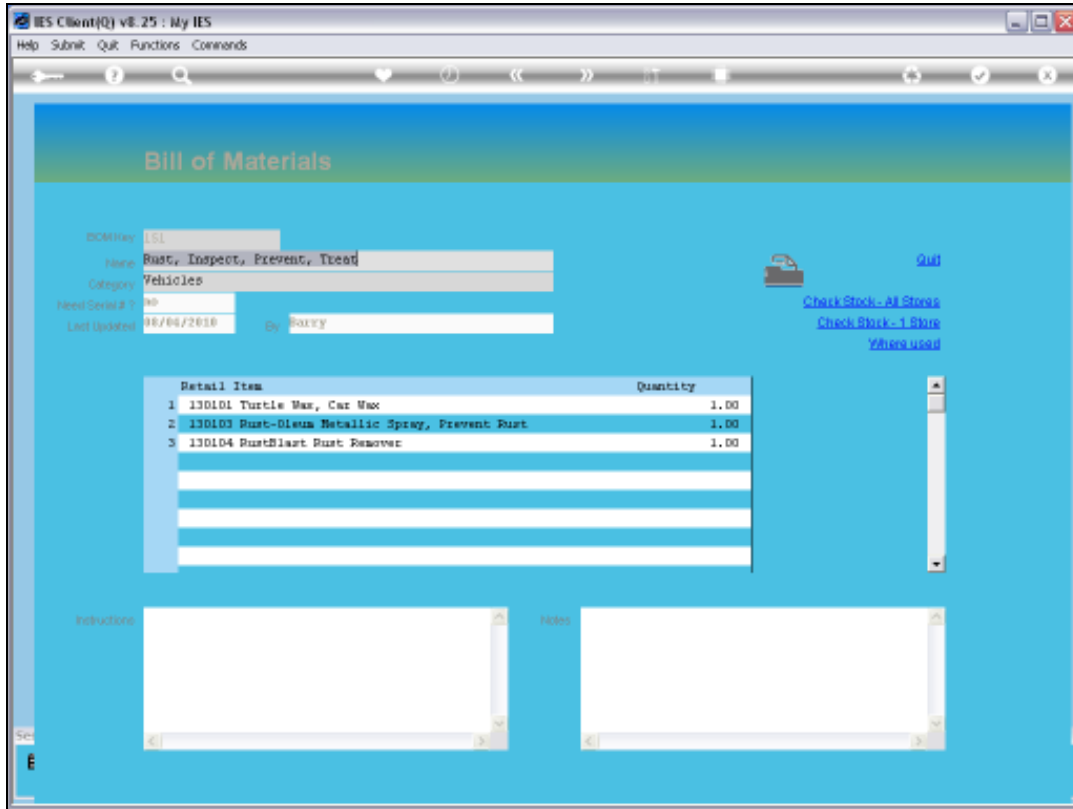 IES Client(Q) v8.25 : My IES
Help Submit Quit Functions Commands
Bill of Materials
BOM Key 151
Name Rust, Inspect, Prevent, Treat
Quit
Category Vehicles
Need Serial # ? no
Check Stock - All Stores
Last Updated 08/06/2010 By Barry
Check Stock - 1 Store
Where used
Retail Item Quantity
1 130101 Turtle Wax, Car Wax 1.00
2 130103 Rust-Oleum Metallic Spray, Prevent Rust 1.00
3 130104 RustBlast Rust Remover 1.00
Instructions
Notes